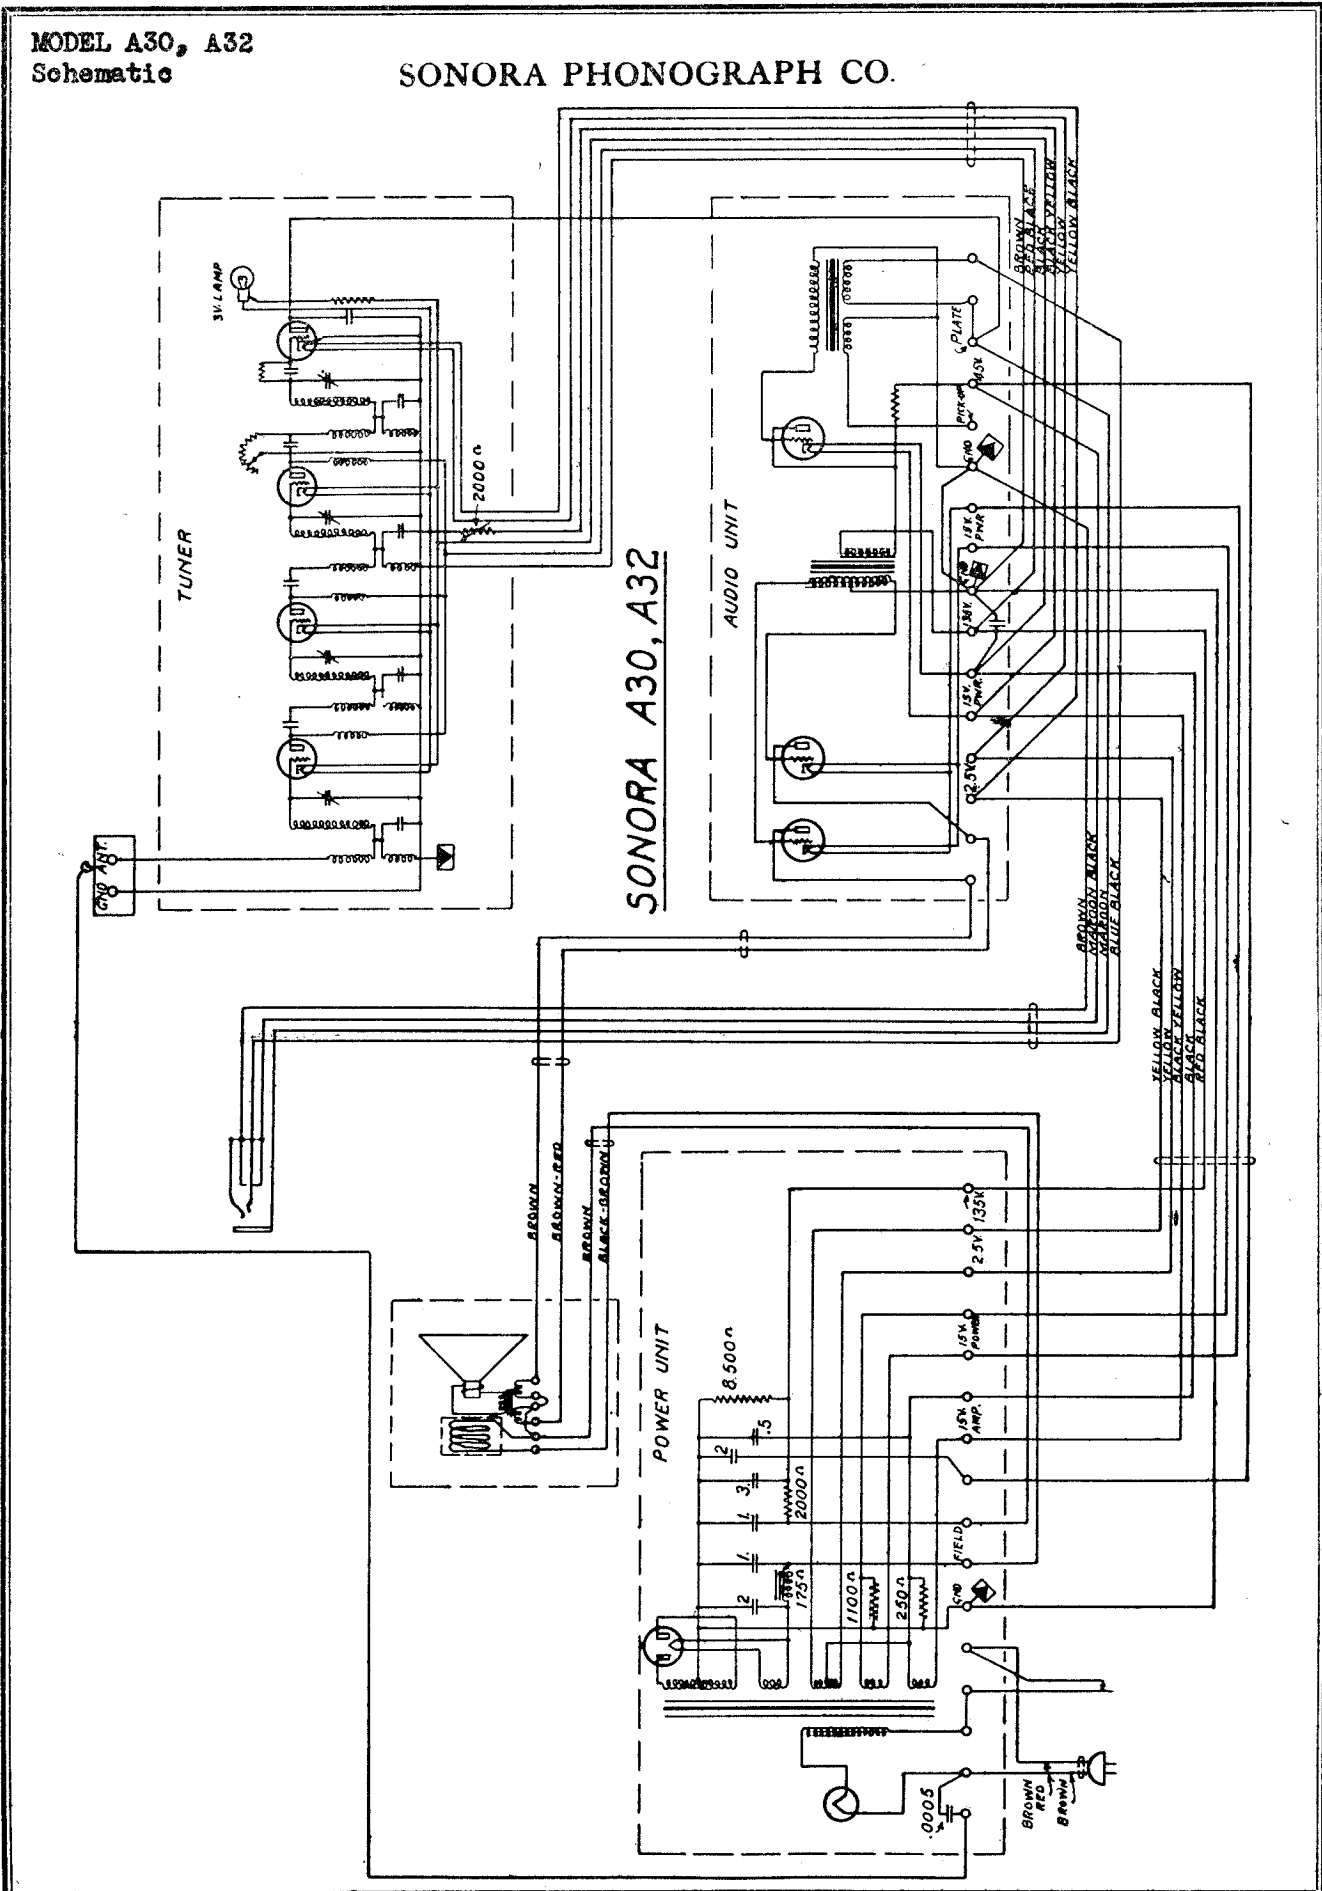 MODEL A30, A32
Schematic
SONORA PHONOGRAPH CO.
TUNER
3V. LAMP
2000Ω
GND ANT.
SONORA A30, A32
AUDIO UNIT
PLATE
45V.
PICK-UP
GND
15V. PWR
GND
135V.
15V. PWR.
2.5V.
BROWN
RED BLACK
BLACK
BLACK YELLOW
YELLOW
YELLOW BLACK
BROWN
MAROON BLACK
MAROON
BLUE BLACK
YELLOW BLACK
YELLOW
BLACK YELLOW
BLACK
RED BLACK
BROWN
BROWN-RED
BROWN
BLACK-BROWN
POWER UNIT
8.500Ω
.5
2
3.
2000Ω
1.
1.
175Ω
2
1100Ω
250Ω
135V.
2.5V.
15V. POWER
15V. AMP.
FIELD
GND
.0005
BROWN RED
BROWN